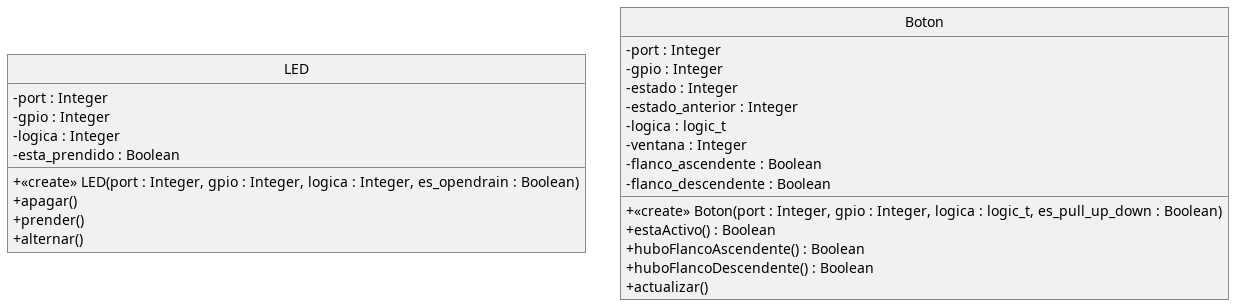 LED
-port : Integer
-gpio : Integer
-logica : Integer
-esta_prendido : Boolean
+«create» LED(port : Integer, gpio : Integer, logica : Integer, es_opendrain : Boolean)
+apagar()
+prender()
+alternar()
Boton
-port : Integer
-gpio : Integer
-estado : Integer
-estado_anterior : Integer
-logica : logic_t
-ventana : Integer
-flanco_ascendente : Boolean
-flanco_descendente : Boolean
+«create» Boton(port : Integer, gpio : Integer, logica : logic_t, es_pull_up_down : Boolean)
+estaActivo() : Boolean
+huboFlancoAscendente() : Boolean
+huboFlancoDescendente() : Boolean
+actualizar()